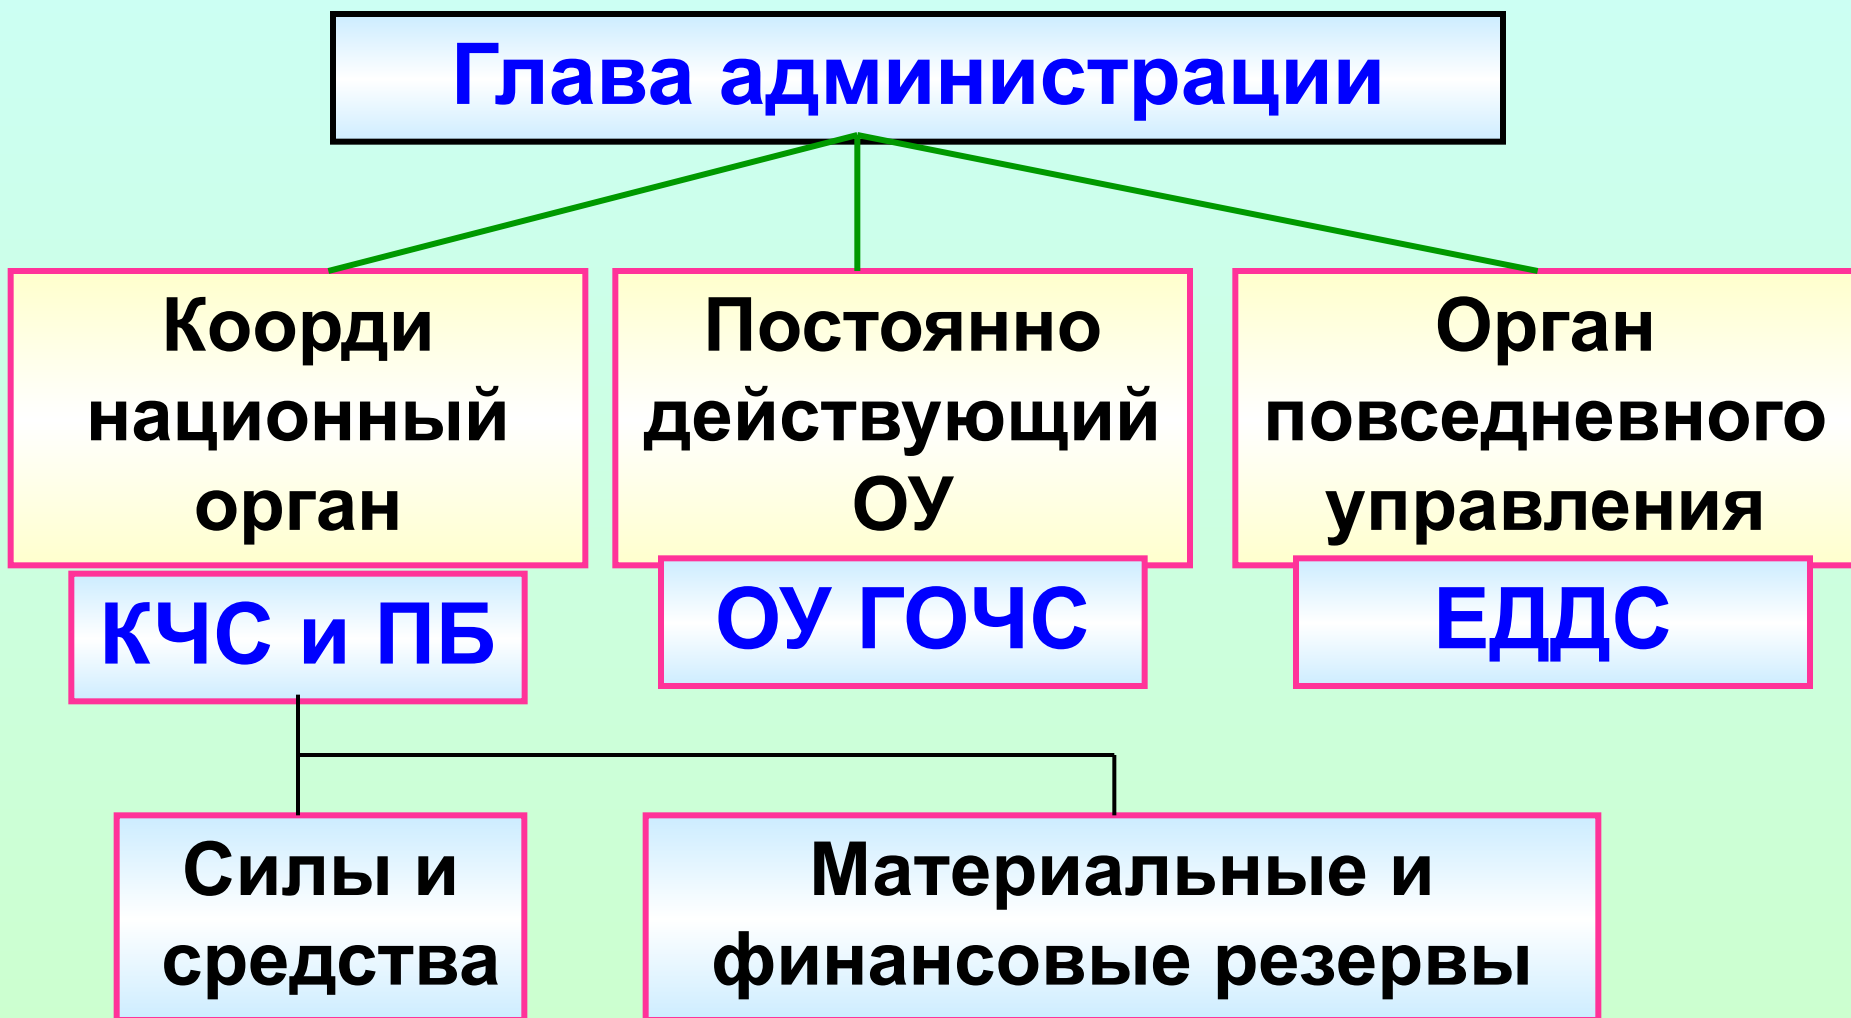 Глава администрации
Коорди
национный
орган
КЧС и ПБ
Постоянно
действующий
ОУ
ОУ ГОЧС
Орган
повседневного
управления
ЕДДС
Силы и
средства
Материальные и
финансовые резервы